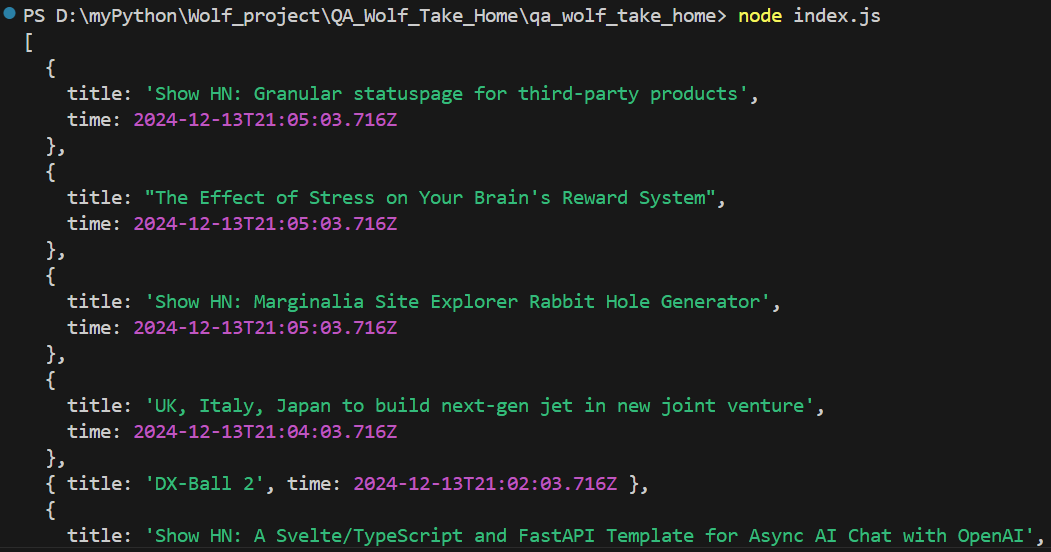 PS D:\myPython\Wolf_project\QA_Wolf_Take_Home\qa_wolf_take_home> node index.js
[
  {
    title: 'Show HN: Granular statuspage for third-party products',
    time: 2024-12-13T21:05:03.716Z
  },
  {
    title: "The Effect of Stress on Your Brain's Reward System",
    time: 2024-12-13T21:05:03.716Z
  },
  {
    title: 'Show HN: Marginalia Site Explorer Rabbit Hole Generator',
    time: 2024-12-13T21:05:03.716Z
  },
  {
    title: 'UK, Italy, Japan to build next-gen jet in new joint venture',
    time: 2024-12-13T21:04:03.716Z
  },
  { title: 'DX-Ball 2', time: 2024-12-13T21:02:03.716Z },
  {
    title: 'Show HN: A Svelte/TypeScript and FastAPI Template for Async AI Chat with OpenAI',